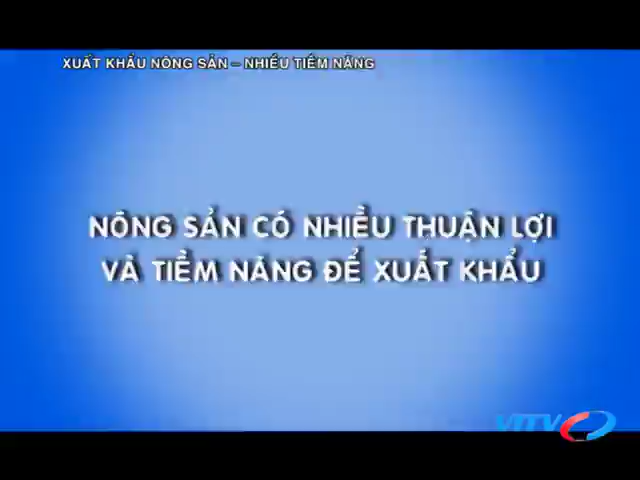 XUẤT KHẨU NÔNG SẢN – NHIỀU TIỀM NĂNG
NÔNG SẢN CÓ NHIỀU THUẬN LỢI
VÀ TIỀM NĂNG ĐỂ XUẤT KHẨU
VITV